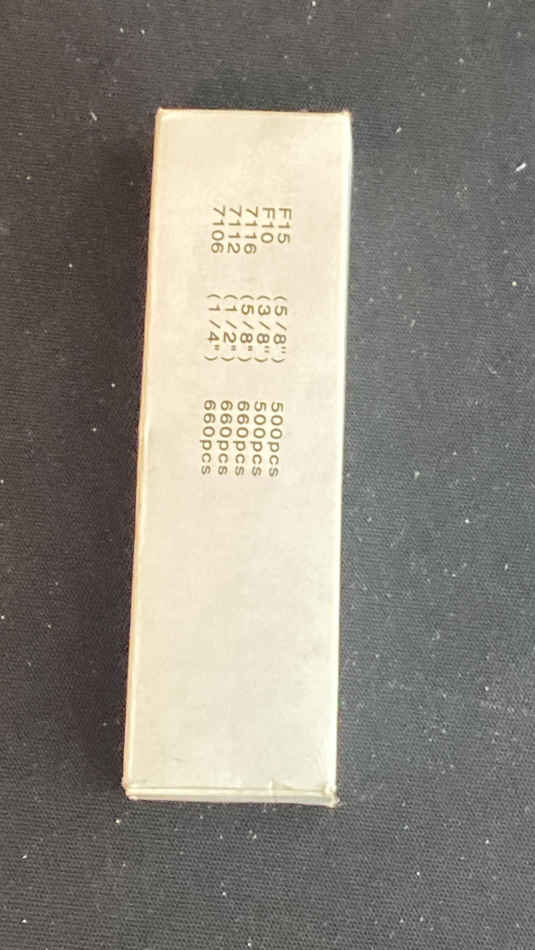 F15 (5/8") 500pcs
F10 (3/8") 500pcs
7116 (5/8") 660pcs
7112 (1/2") 660pcs
7106 (1/4") 660pcs